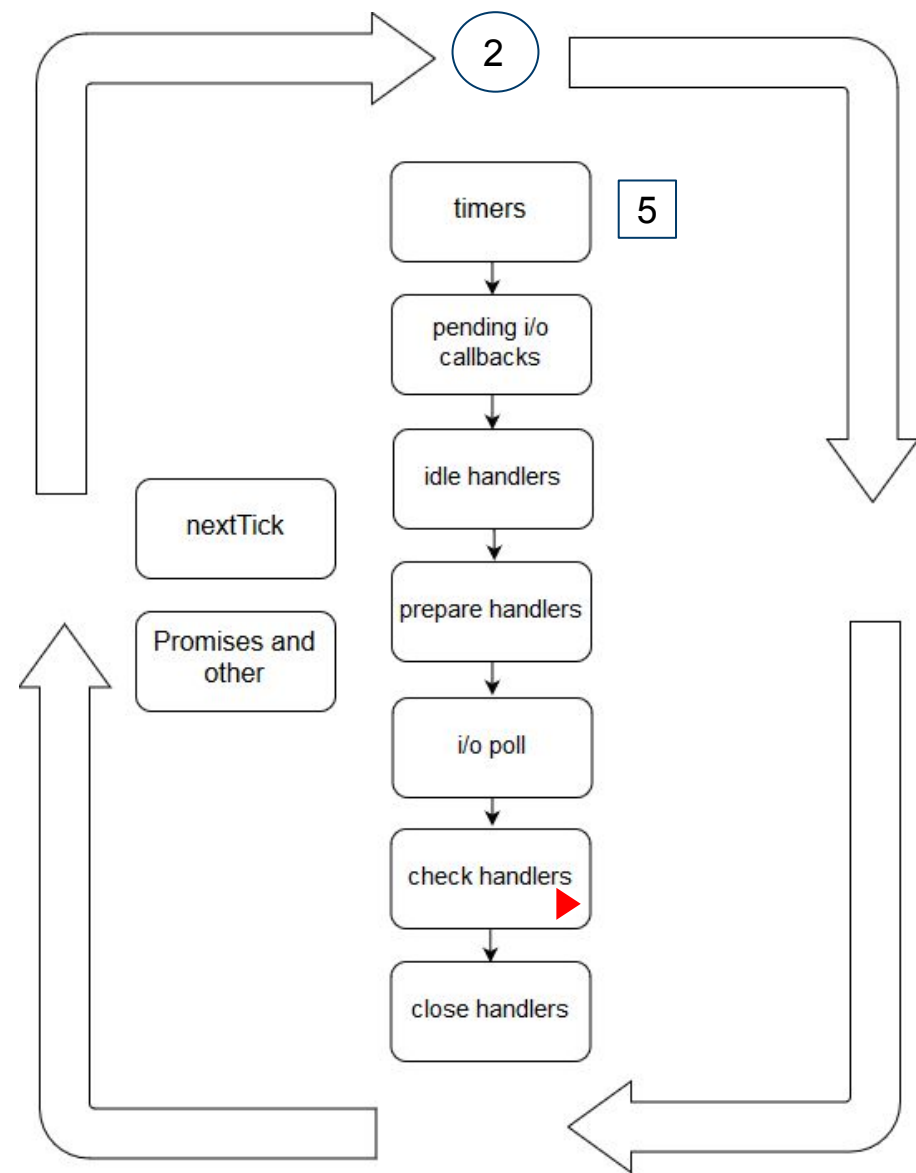 2
timers
5
pending i/o
callbacks
idle handlers
nextTick
prepare handlers
Promises and
other
i/o poll
check handlers
close handlers